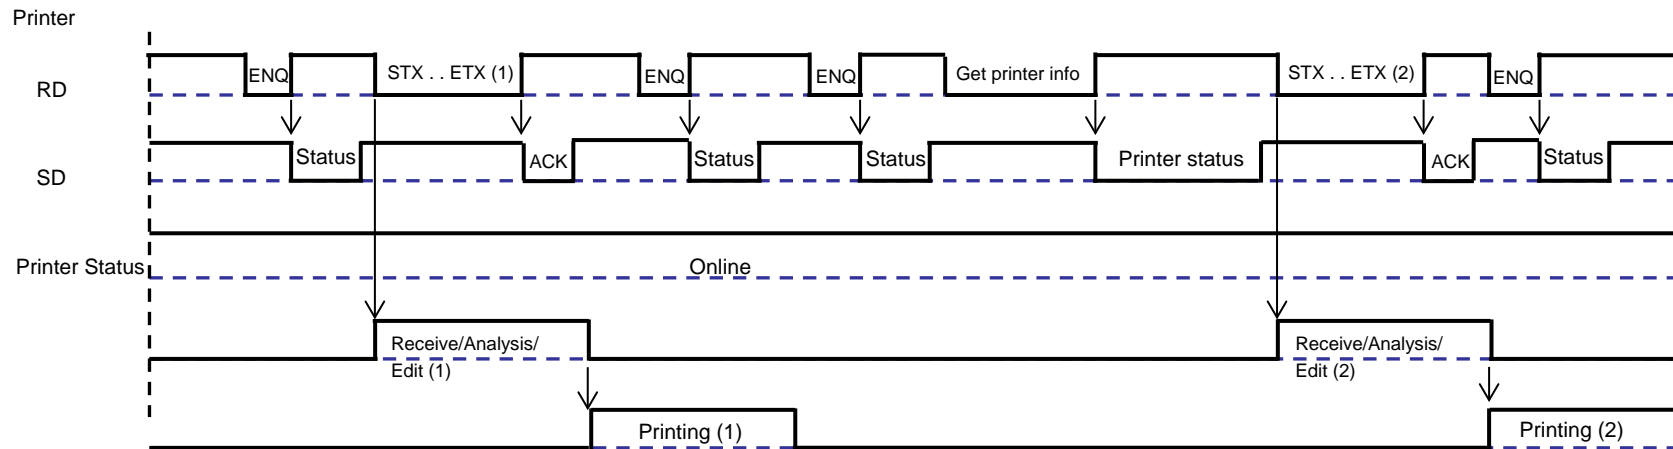 Printer
RD
ENQ
STX . . ETX (1)
ENQ
ENQ
Get printer info
STX . . ETX (2)
ENQ
SD
Status
ACK
Status
Status
Printer status
ACK
Status
Printer Status
Online
Receive/Analysis/
Edit (1)
Receive/Analysis/
Edit (2)
Printing (1)
Printing (2)